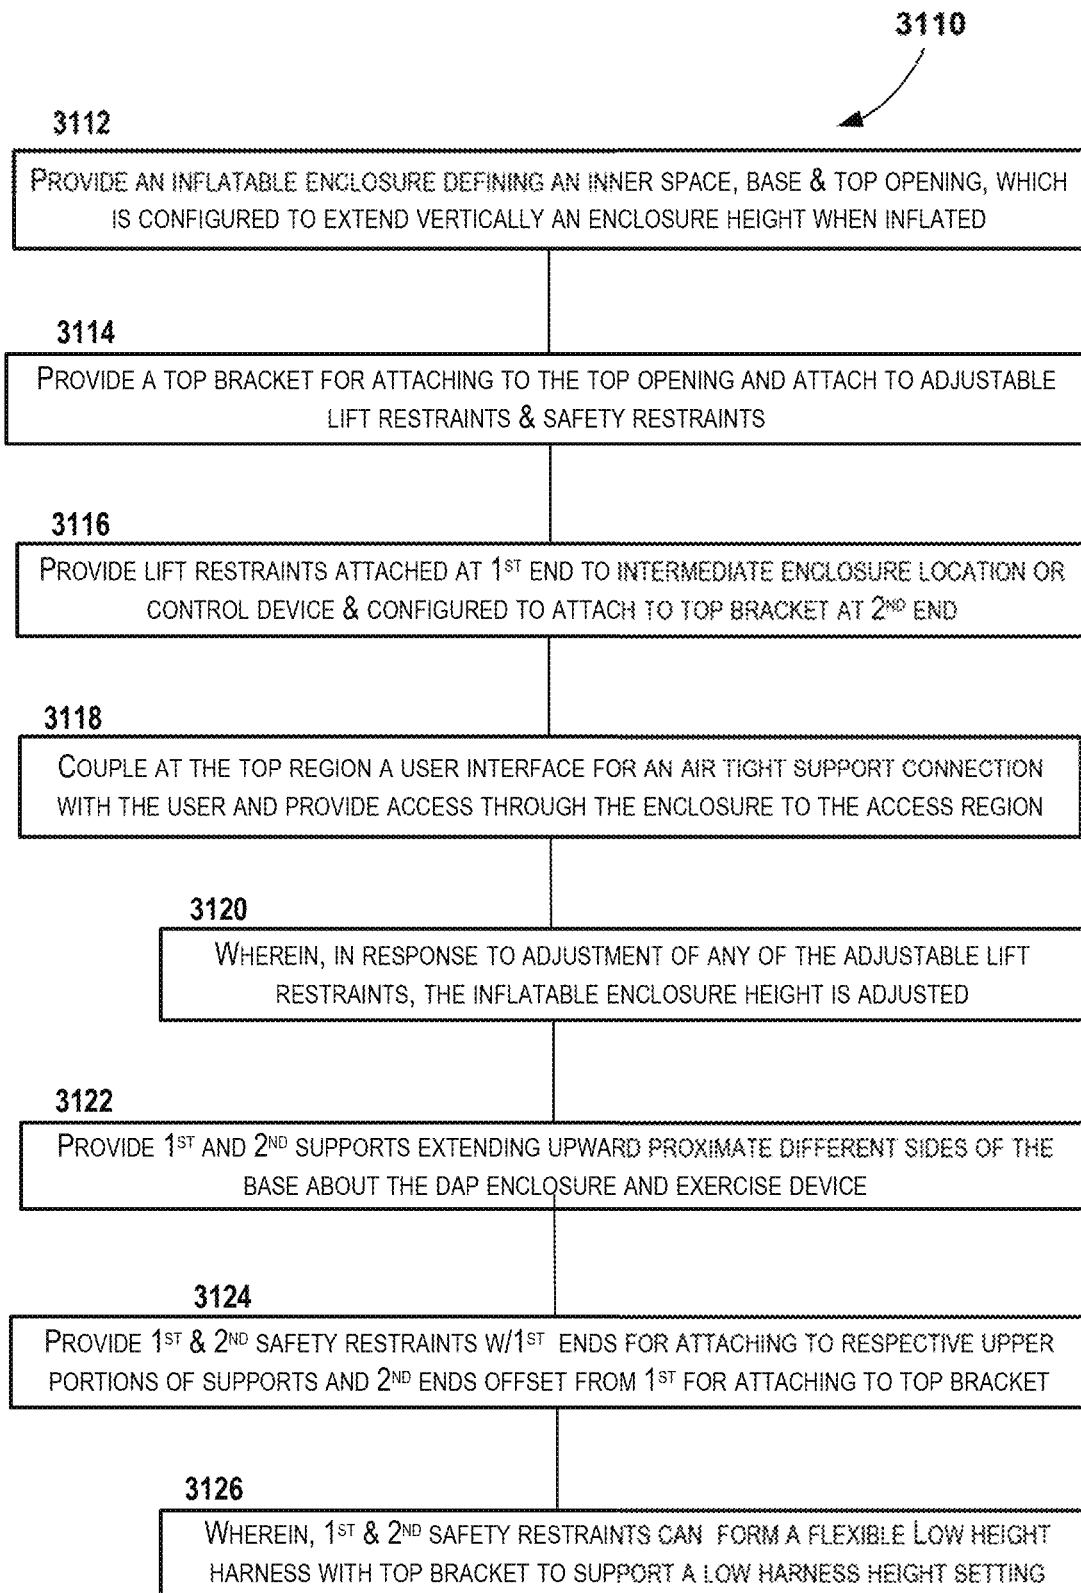 3110
3112
PROVIDE AN INFLATABLE ENCLOSURE DEFINING AN INNER SPACE, BASE & TOP OPENING, WHICH
IS CONFIGURED TO EXTEND VERTICALLY AN ENCLOSURE HEIGHT WHEN INFLATED
3114
PROVIDE A TOP BRACKET FOR ATTACHING TO THE TOP OPENING AND ATTACH TO ADJUSTABLE
LIFT RESTRAINTS & SAFETY RESTRAINTS
3116
PROVIDE LIFT RESTRAINTS ATTACHED AT 1ST END TO INTERMEDIATE ENCLOSURE LOCATION OR
CONTROL DEVICE & CONFIGURED TO ATTACH TO TOP BRACKET AT 2ND END
3118
COUPLE AT THE TOP REGION A USER INTERFACE FOR AN AIR TIGHT SUPPORT CONNECTION
WITH THE USER AND PROVIDE ACCESS THROUGH THE ENCLOSURE TO THE ACCESS REGION
3120
WHEREIN, IN RESPONSE TO ADJUSTMENT OF ANY OF THE ADJUSTABLE LIFT
RESTRAINTS, THE INFLATABLE ENCLOSURE HEIGHT IS ADJUSTED
3122
PROVIDE 1ST AND 2ND SUPPORTS EXTENDING UPWARD PROXIMATE DIFFERENT SIDES OF THE
BASE ABOUT THE DAP ENCLOSURE AND EXERCISE DEVICE
3124
PROVIDE 1ST & 2ND SAFETY RESTRAINTS W/1ST ENDS FOR ATTACHING TO RESPECTIVE UPPER
PORTIONS OF SUPPORTS AND 2ND ENDS OFFSET FROM 1ST FOR ATTACHING TO TOP BRACKET
3126
WHEREIN, 1ST & 2ND SAFETY RESTRAINTS CAN FORM A FLEXIBLE LOW HEIGHT
HARNESS WITH TOP BRACKET TO SUPPORT A LOW HARNESS HEIGHT SETTING